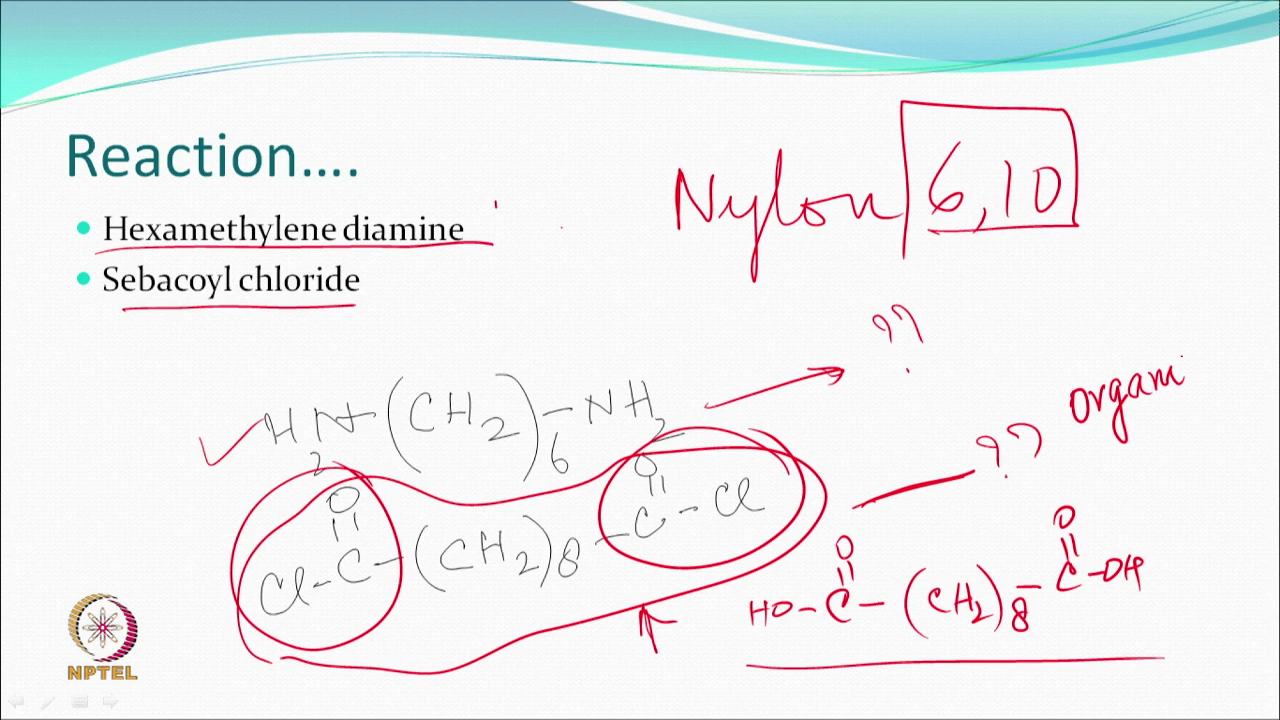 Reaction....
Nylon 6,10
Hexamethylene diamine
Sebacoyl chloride
??
H2N-(CH2)6-NH2
Organi
??
O O
Cl-C-(CH2)8-C-Cl
O O
HO-C-(CH2)8-C-OH
NPTEL